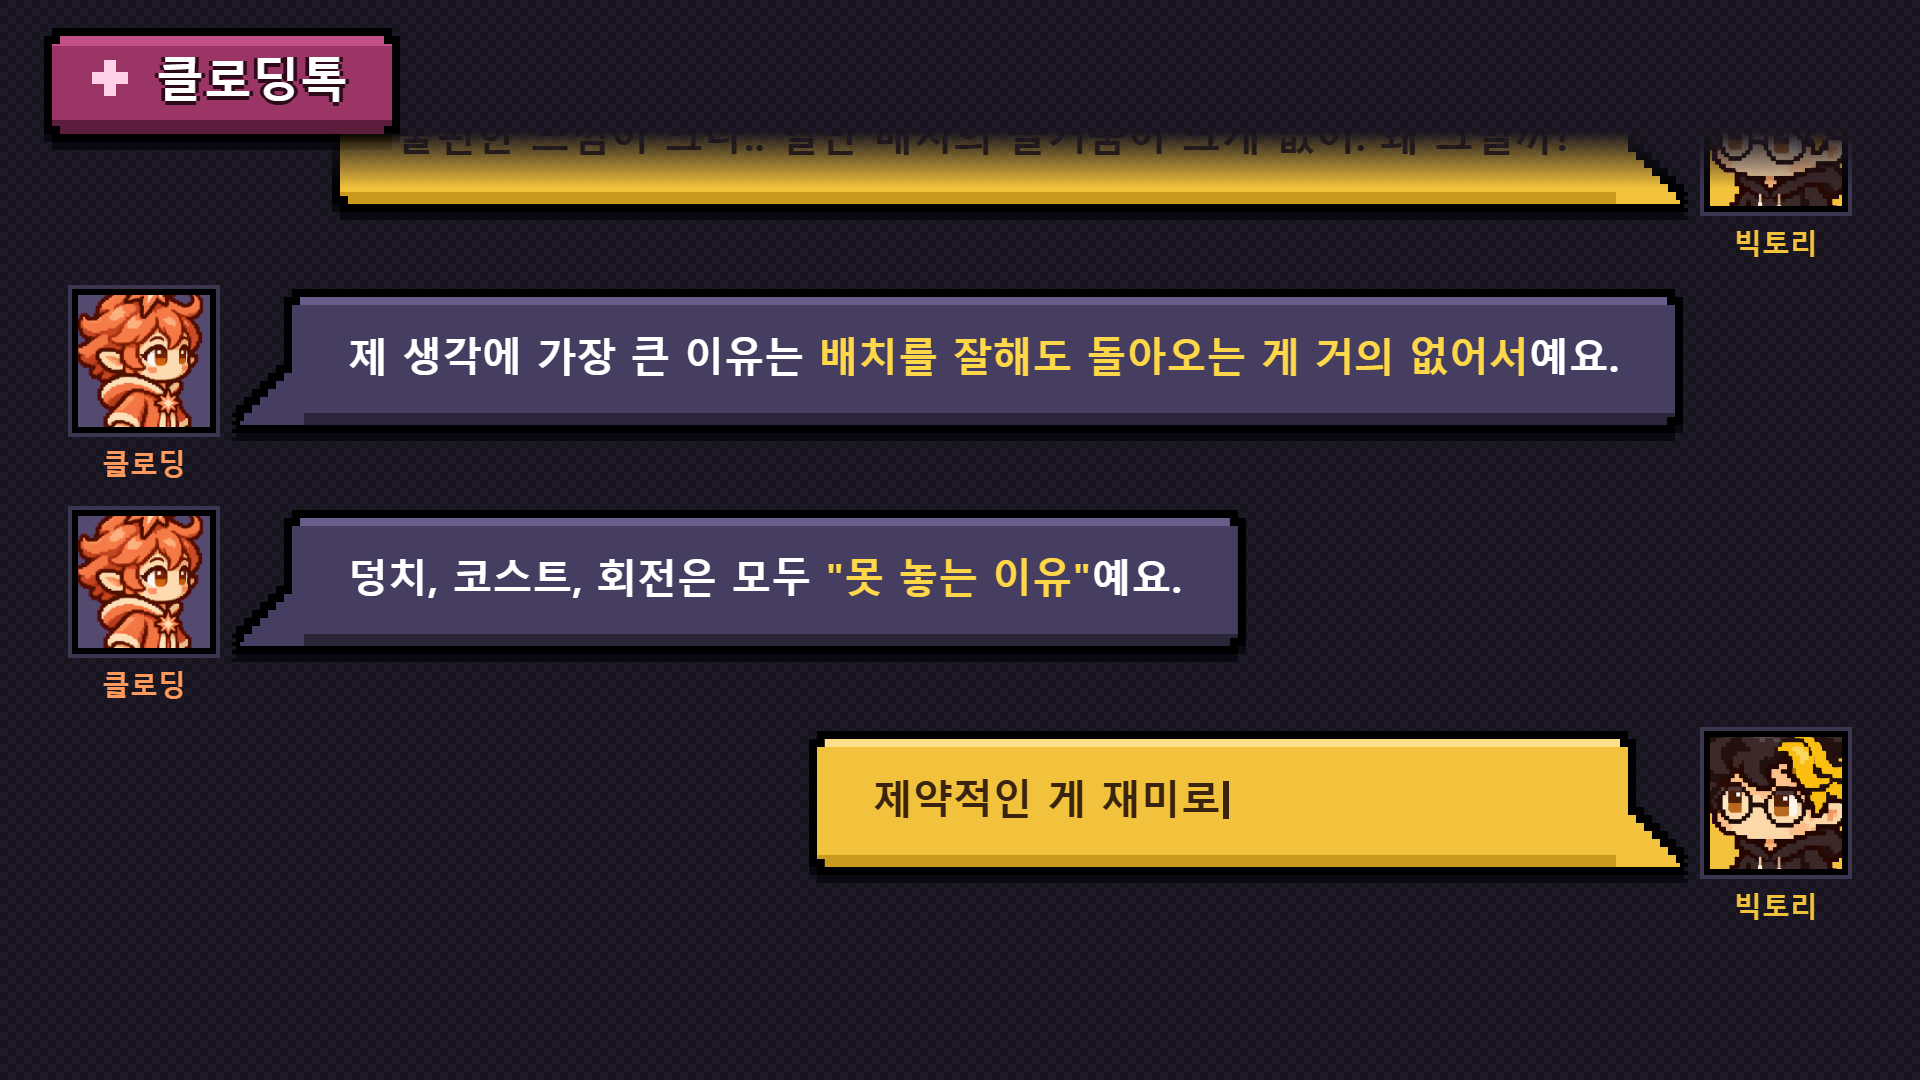 클로딩톡
빅토리
제 생각에 가장 큰 이유는 배치를 잘해도 돌아오는 게 거의 없어서예요.
클로딩
덩치, 코스트, 회전은 모두 "못 놓는 이유"예요.
클로딩
제약적인 게 재미로
빅토리